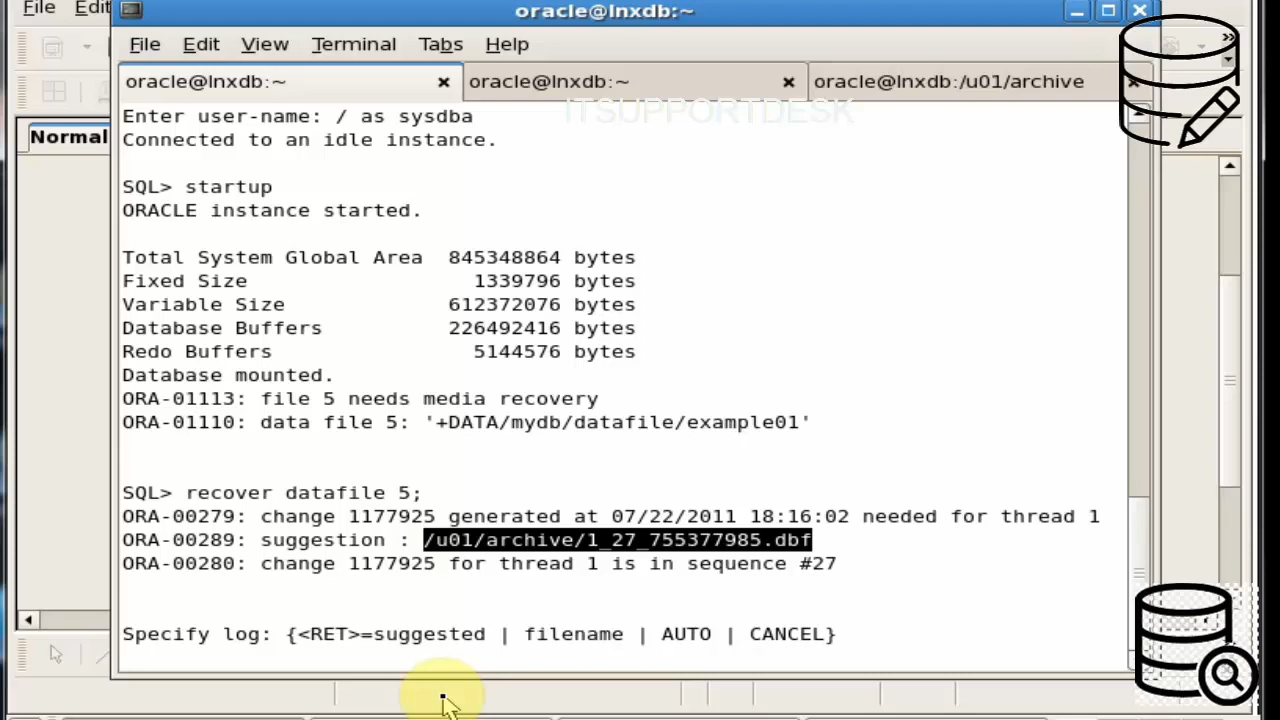 File Edit
oracle@lnxdb:~
File Edit View Terminal Tabs Help
oracle@lnxdb:~ oracle@lnxdb:~ oracle@lnxdb:/u01/archive
ITSUPPORTDESK
Normal
Enter user-name: / as sysdba
Connected to an idle instance.
SQL> startup
ORACLE instance started.
Total System Global Area 845348864 bytes
Fixed Size 1339796 bytes
Variable Size 612372076 bytes
Database Buffers 226492416 bytes
Redo Buffers 5144576 bytes
Database mounted.
ORA-01113: file 5 needs media recovery
ORA-01110: data file 5: '+DATA/mydb/datafile/example01'
SQL> recover datafile 5;
ORA-00279: change 1177925 generated at 07/22/2011 18:16:02 needed for thread 1
ORA-00289: suggestion : /u01/archive/1_27_755377985.dbf
ORA-00280: change 1177925 for thread 1 is in sequence #27
Specify log: {<RET>=suggested | filename | AUTO | CANCEL}